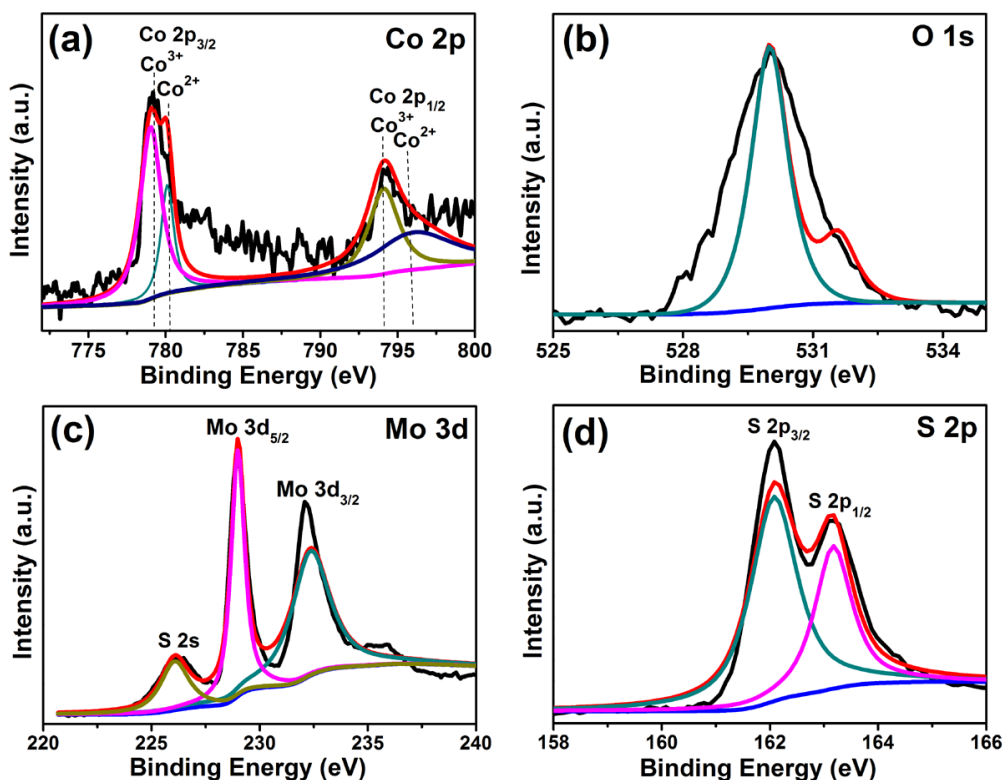 (a)
Co 2p
Co 2p3/2
Co3+
Co2+
Co 2p1/2
Co3+
Co2+
Intensity (a.u.)
775 780 785 790 795 800
Binding Energy (eV)
(b)
O 1s
Intensity (a.u.)
525 528 531 534
Binding Energy (eV)
(c)
Mo 3d
Mo 3d5/2
Mo 3d3/2
S 2s
Intensity (a.u.)
220 225 230 235 240
Binding Energy (eV)
(d)
S 2p
S 2p3/2
S 2p1/2
Intensity (a.u.)
158 160 162 164 166
Binding Energy (eV)